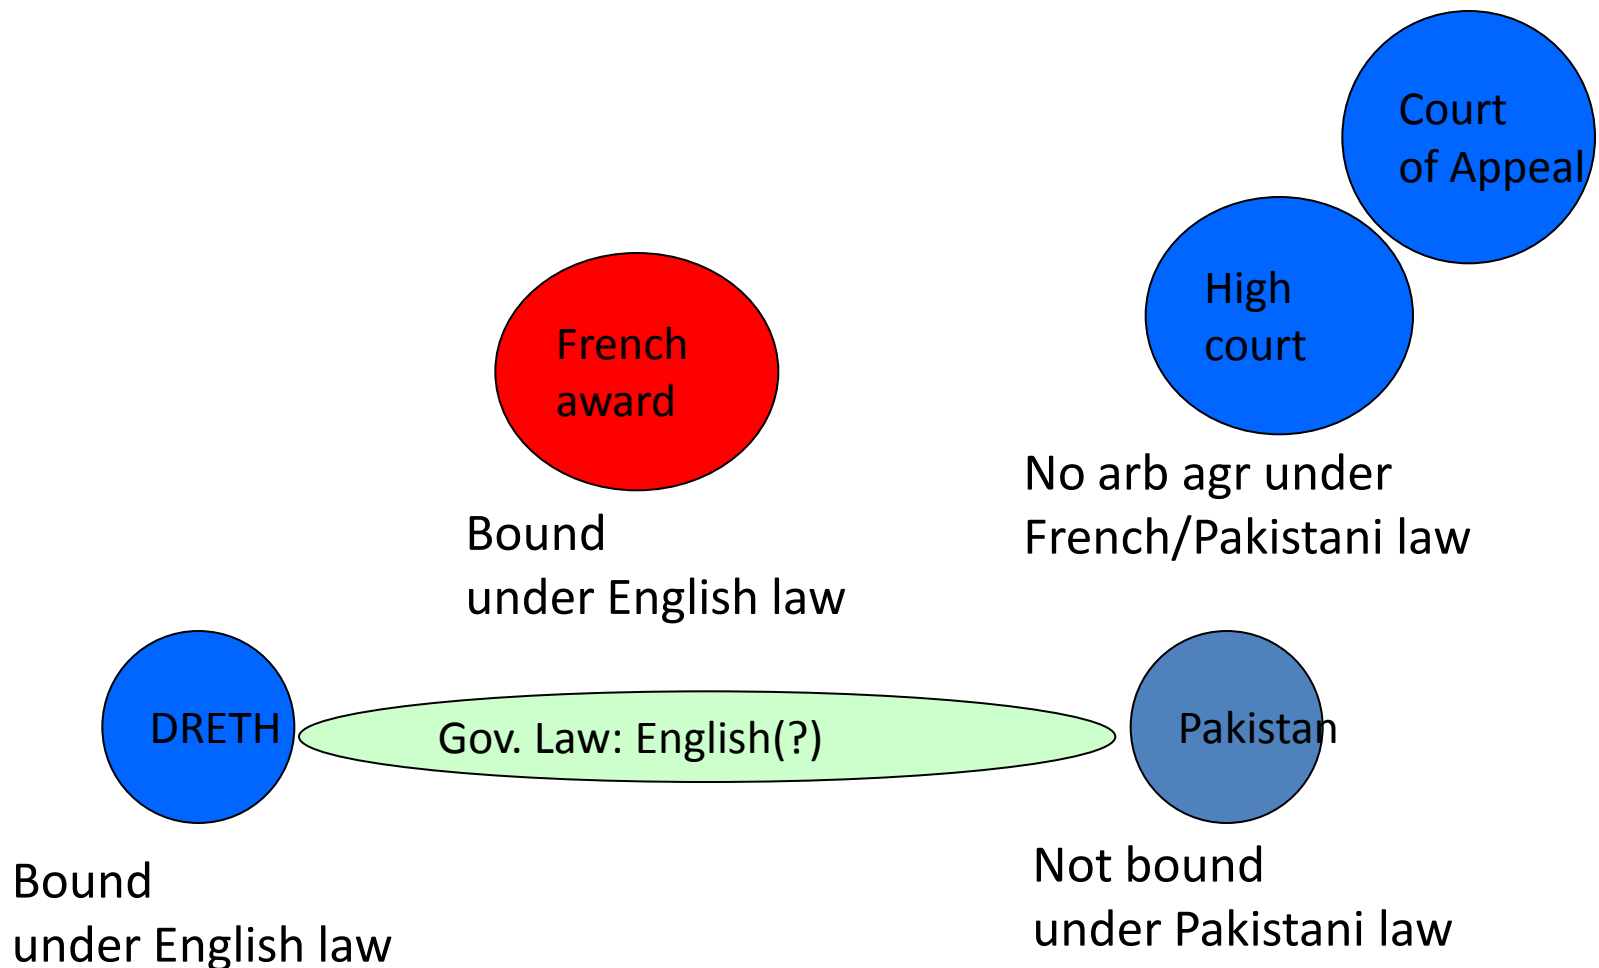 Court
of Appeal
High
court
French
award
No arb agr under
French/Pakistani law
Bound
under English law
DRETH
Gov. Law: English(?)
Pakistan
Not bound
under Pakistani law
Bound
under English law